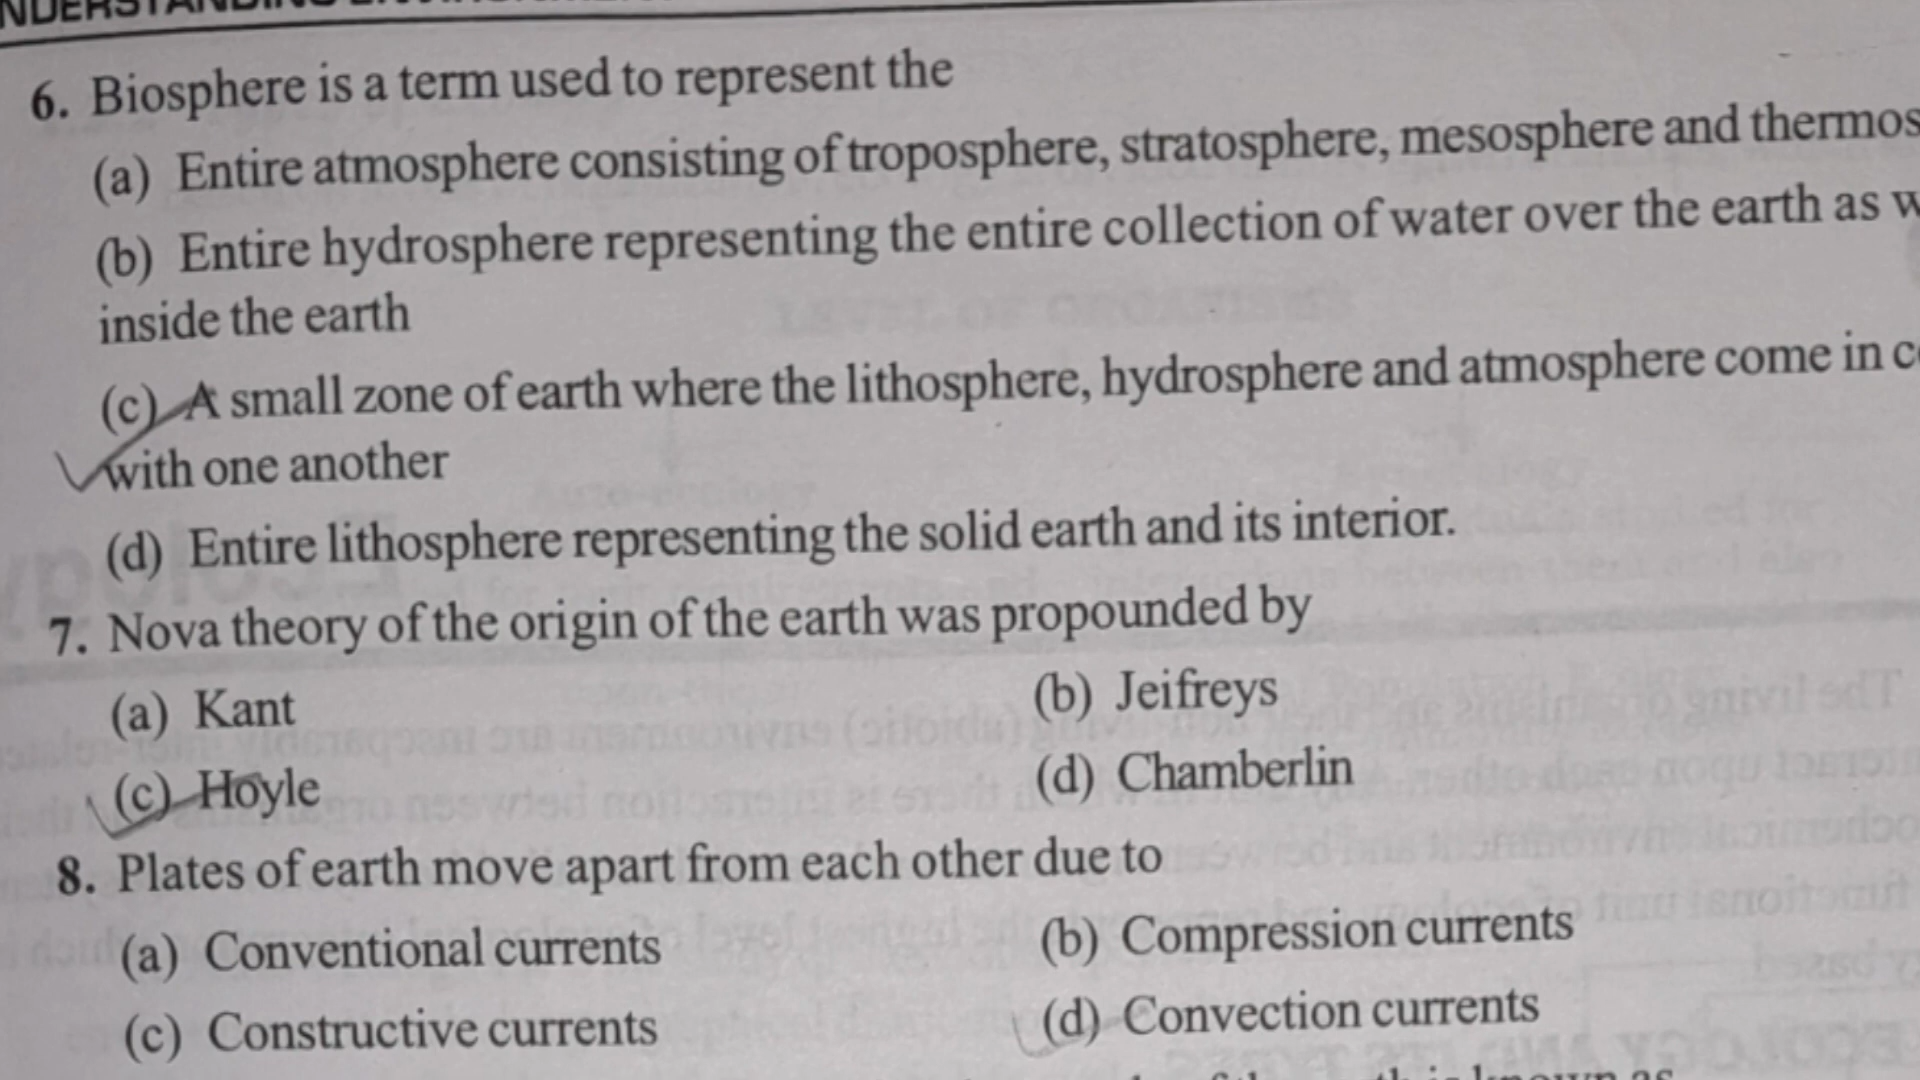 6. Biosphere is a term used to represent the
(a) Entire atmosphere consisting of troposphere, stratosphere, mesosphere and thermos
(b) Entire hydrosphere representing the entire collection of water over the earth as w
inside the earth
(c) A small zone of earth where the lithosphere, hydrosphere and atmosphere come in c
with one another
(d) Entire lithosphere representing the solid earth and its interior.
7. Nova theory of the origin of the earth was propounded by
(a) Kant (b) Jeifreys
(c) Hoyle (d) Chamberlin
8. Plates of earth move apart from each other due to
(a) Conventional currents (b) Compression currents
(c) Constructive currents (d) Convection currents